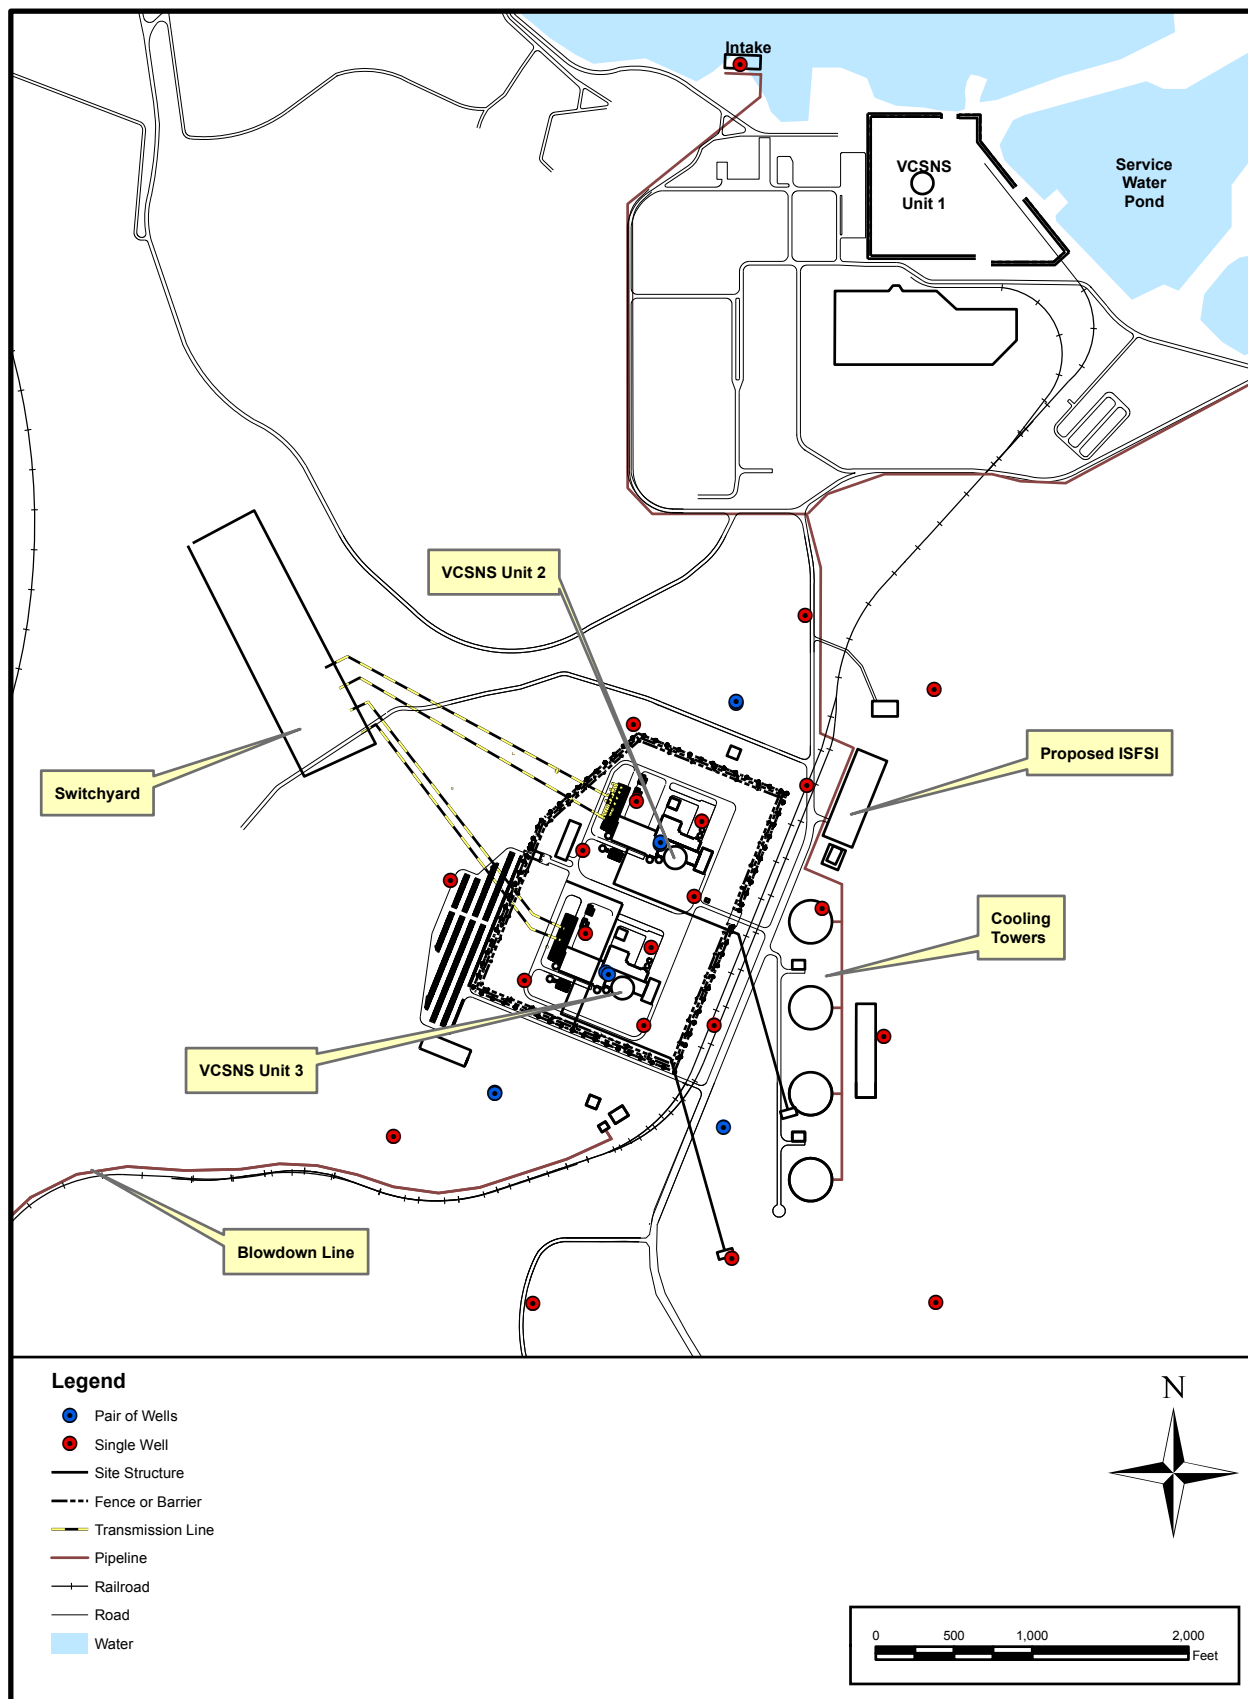 Intake
VCSNS
Unit 1
Service
Water
Pond
VCSNS Unit 2
Proposed ISFSI
Switchyard
Cooling
Towers
VCSNS Unit 3
Blowdown Line
Legend
Pair of Wells
Single Well
Site Structure
Fence or Barrier
Transmission Line
Pipeline
Railroad
Road
Water
N
0 500 1,000 2,000
Feet